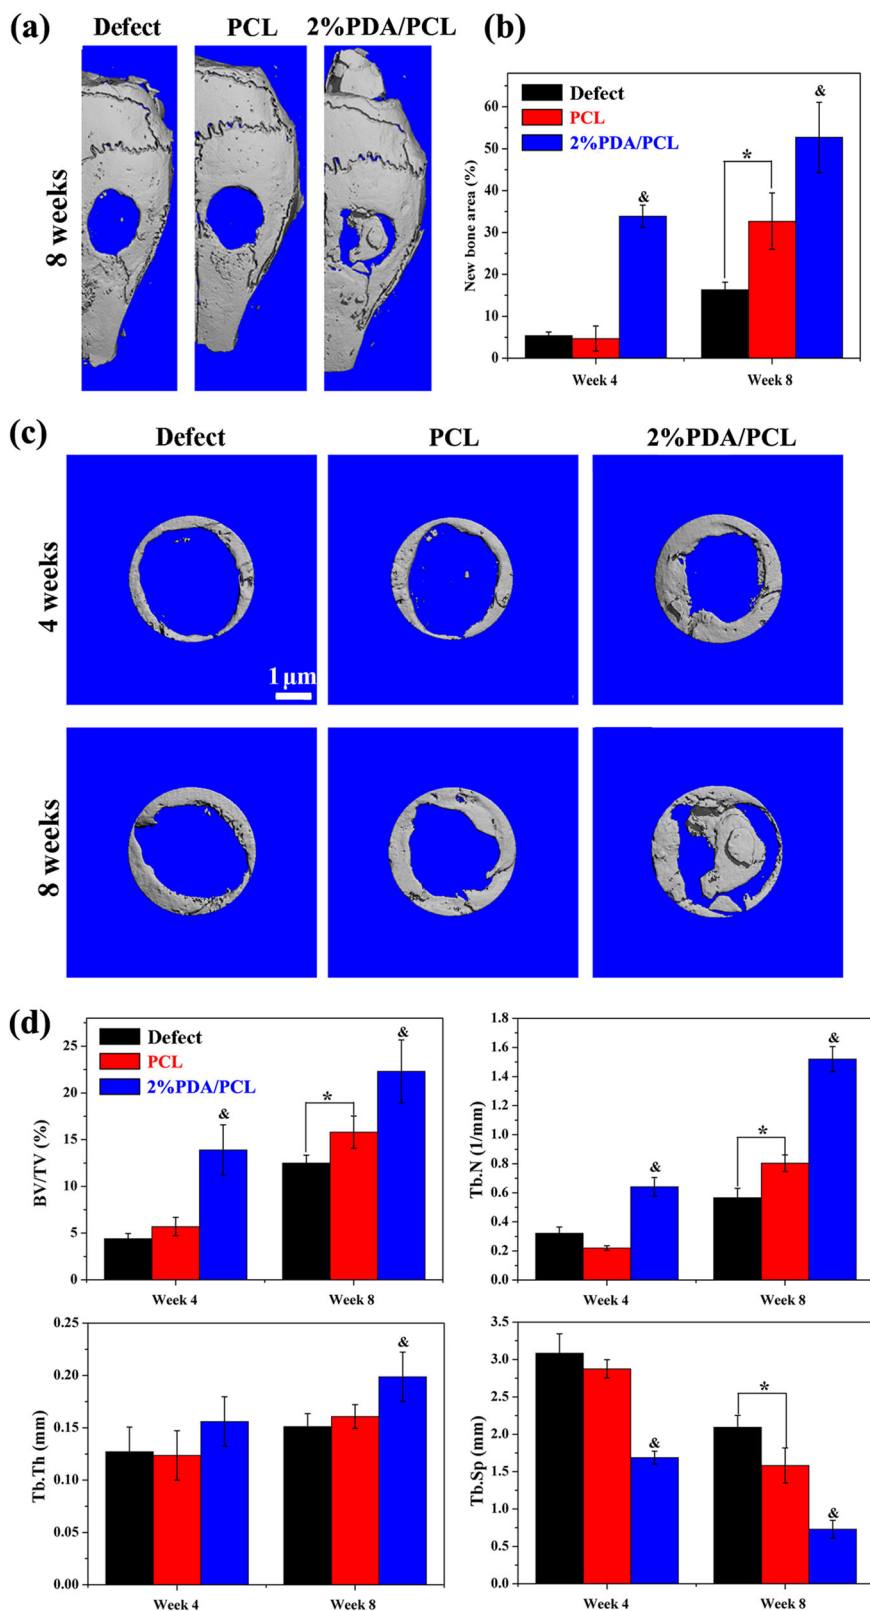 (a)
Defect PCL 2%PDA/PCL
8 weeks
(b)
Defect
PCL
2%PDA/PCL
New bone area (%)
60
50
40
30
20
10
0
&
*
&
Week 4 Week 8
(c)
Defect PCL 2%PDA/PCL
4 weeks
1 μm
8 weeks
(d)
Defect
PCL
2%PDA/PCL
BV/TV (%)
25
20
15
10
5
0
&
*
&
Week 4 Week 8
Tb.N (1/mm)
1.8
1.6
1.4
1.2
1.0
0.8
0.6
0.4
0.2
0.0
&
*
&
Week 4 Week 8
Tb.Th (mm)
0.25
0.20
0.15
0.10
0.05
0.00
&
Week 4 Week 8
Tb.Sp (mm)
3.5
3.0
2.5
2.0
1.5
1.0
0.5
0.0
&
*
&
Week 4 Week 8